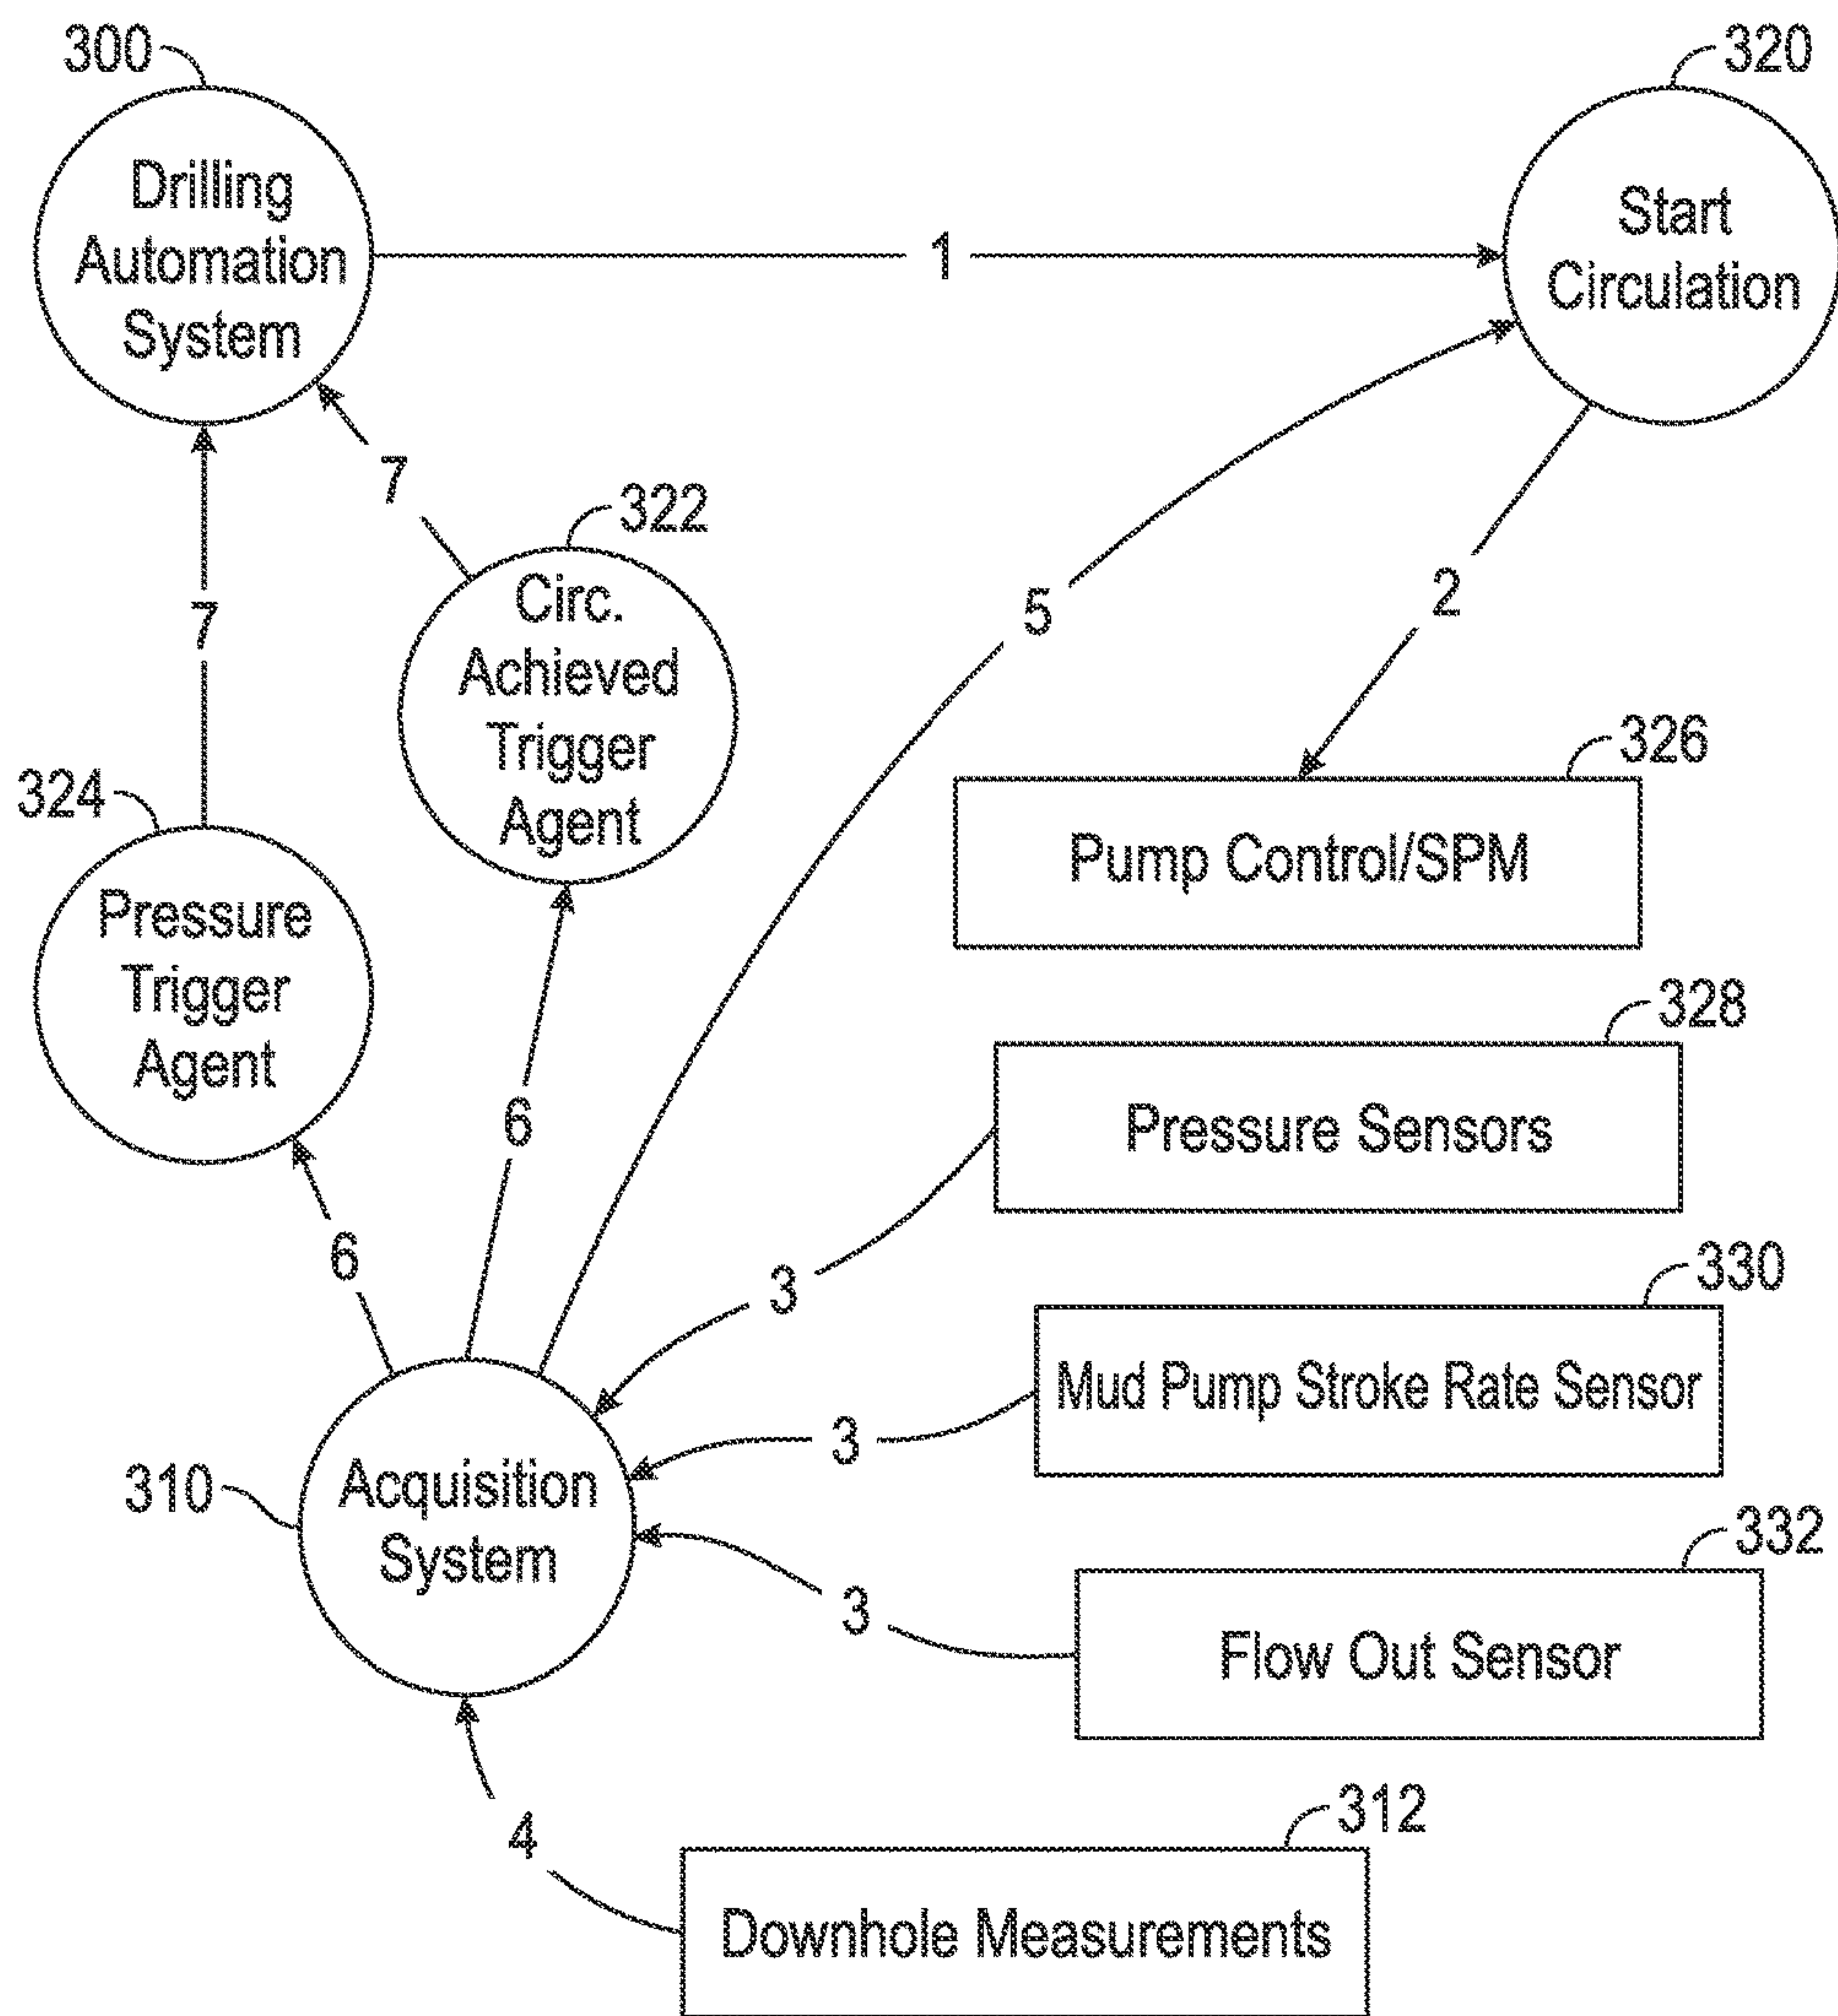 300
320
Drilling
Automation
System
1
Start
Circulation
7
322
7
Circ.
Achieved
Trigger
Agent
5
2
324
326
Pump Control/SPM
Pressure
Trigger
Agent
328
Pressure Sensors
6
6
3
330
Mud Pump Stroke Rate Sensor
3
310
Acquisition
System
332
3
Flow Out Sensor
4
312
Downhole Measurements